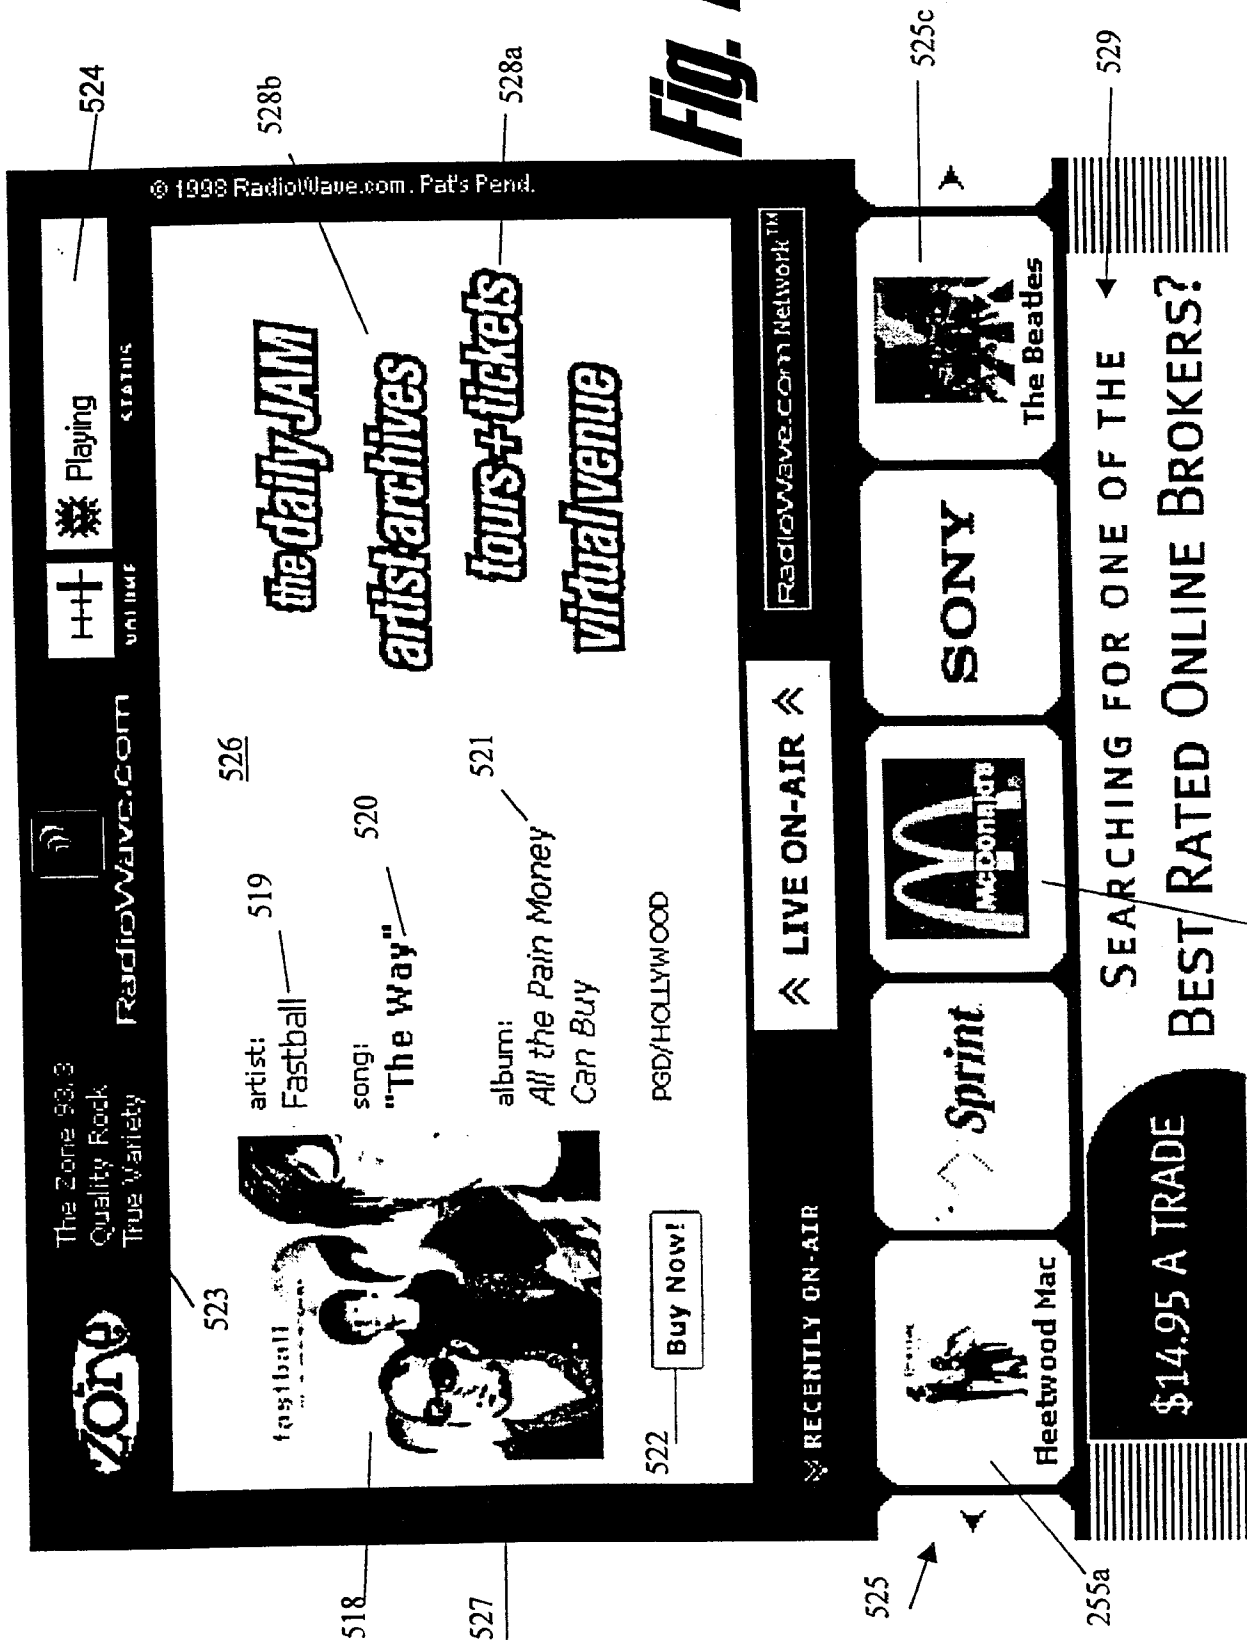 524
528b
528a
Fig.
525c
529
zone
The Zone 98.9
Quality Rock
True Variety
RadioWave.com
VOLUME
Playing
STATUS
© 1998 RadioWave.com. Pat's Pend.
523
526
fastball
artist:
Fastball
519
song:
"The Way"
520
album:
All the Pain Money
Can Buy
521
PGD/HOLLYWOOD
Buy Now!
522
the daily JAM
artist archives
tours + tickets
virtual venue
518
527
RECENTLY ON-AIR
LIVE ON-AIR
RadioWave.com Network™
525
255a
Fleetwood Mac
Sprint
McDonald's
SONY
The Beatles
$14.95 A TRADE
SEARCHING FOR ONE OF THE
BEST RATED ONLINE BROKERS?